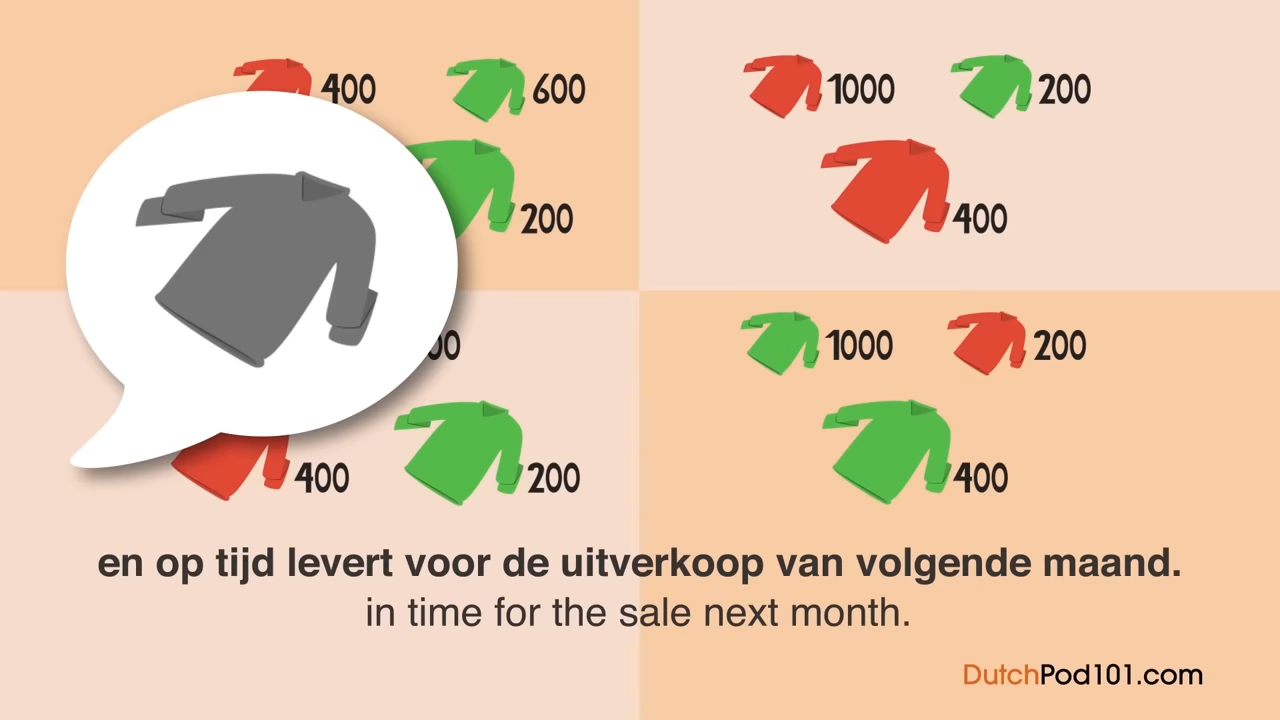 400 600 1000 200
200 400
1000 200
400 200 400
en op tijd levert voor de uitverkoop van volgende maand.
in time for the sale next month.
DutchPod101.com